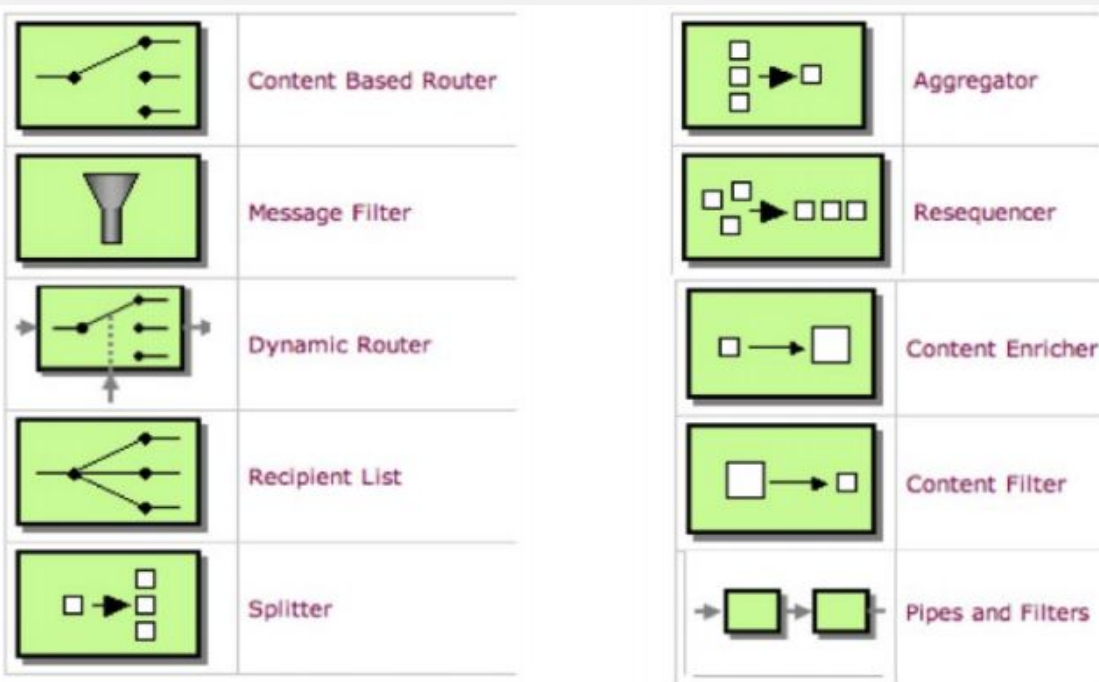 Content Based Router
Message Filter
Dynamic Router
Recipient List
Splitter
Aggregator
Resequencer
Content Enricher
Content Filter
Pipes and Filters